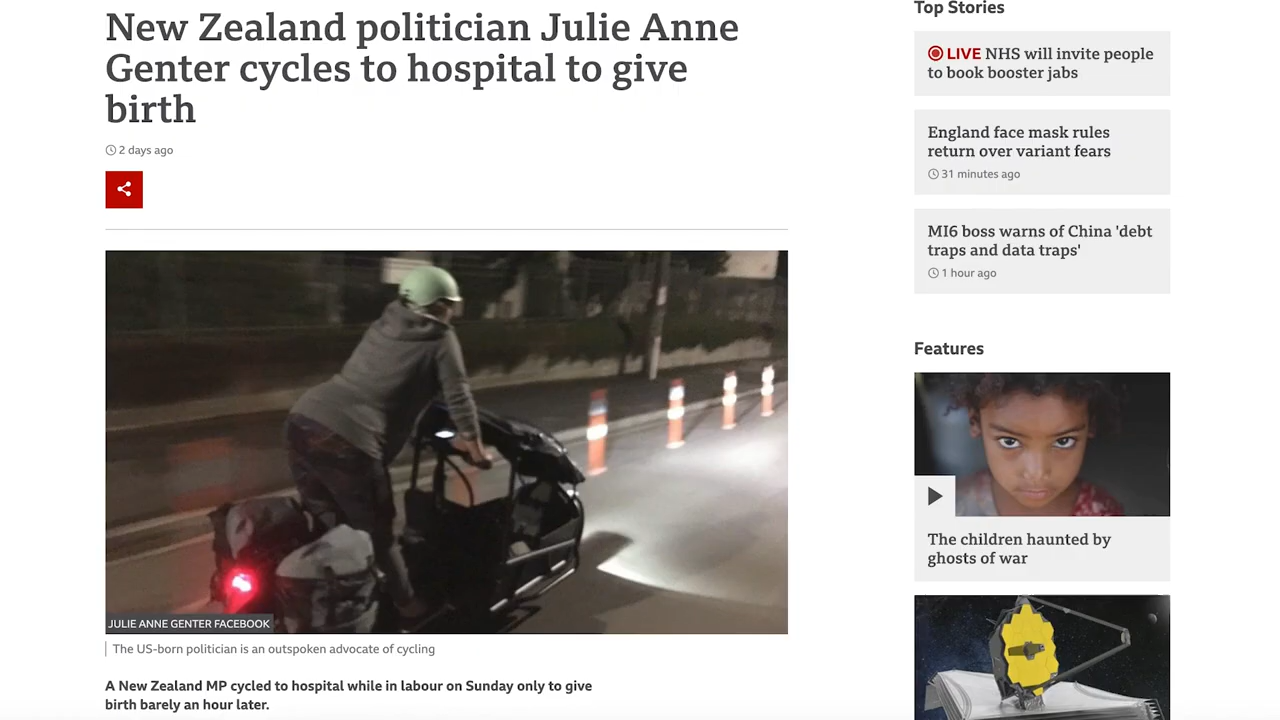 New Zealand politician Julie Anne
Genter cycles to hospital to give
birth
2 days ago
JULIE ANNE GENTER FACEBOOK
The US-born politician is an outspoken advocate of cycling
A New Zealand MP cycled to hospital while in labour on Sunday only to give
birth barely an hour later.
Top Stories
LIVE NHS will invite people
to book booster jabs
England face mask rules
return over variant fears
31 minutes ago
MI6 boss warns of China 'debt
traps and data traps'
1 hour ago
Features
The children haunted by
ghosts of war